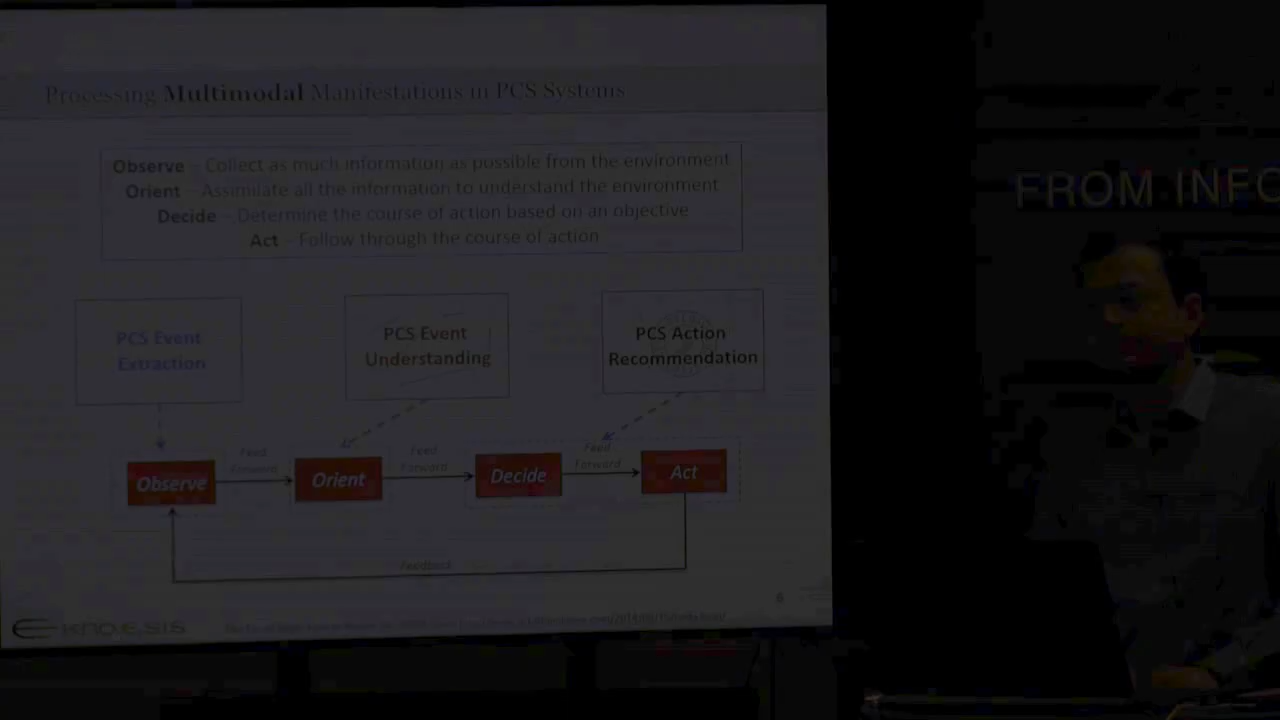 Processing Multimodal Manifestations in PCS Systems
Observe – Collect as much information as possible from the environment
Orient – Assimilate all the information to understand the environment
Decide – Determine the course of action based on an objective
Act – Follow through the course of action
FROM INFO
PCS Event
Extraction
PCS Event
Understanding
PCS Action
Recommendation
Feed
Forward
Feed
Forward
Feed
Forward
Observe
Orient
Decide
Act
Feedback
6
KNO.E.SIS